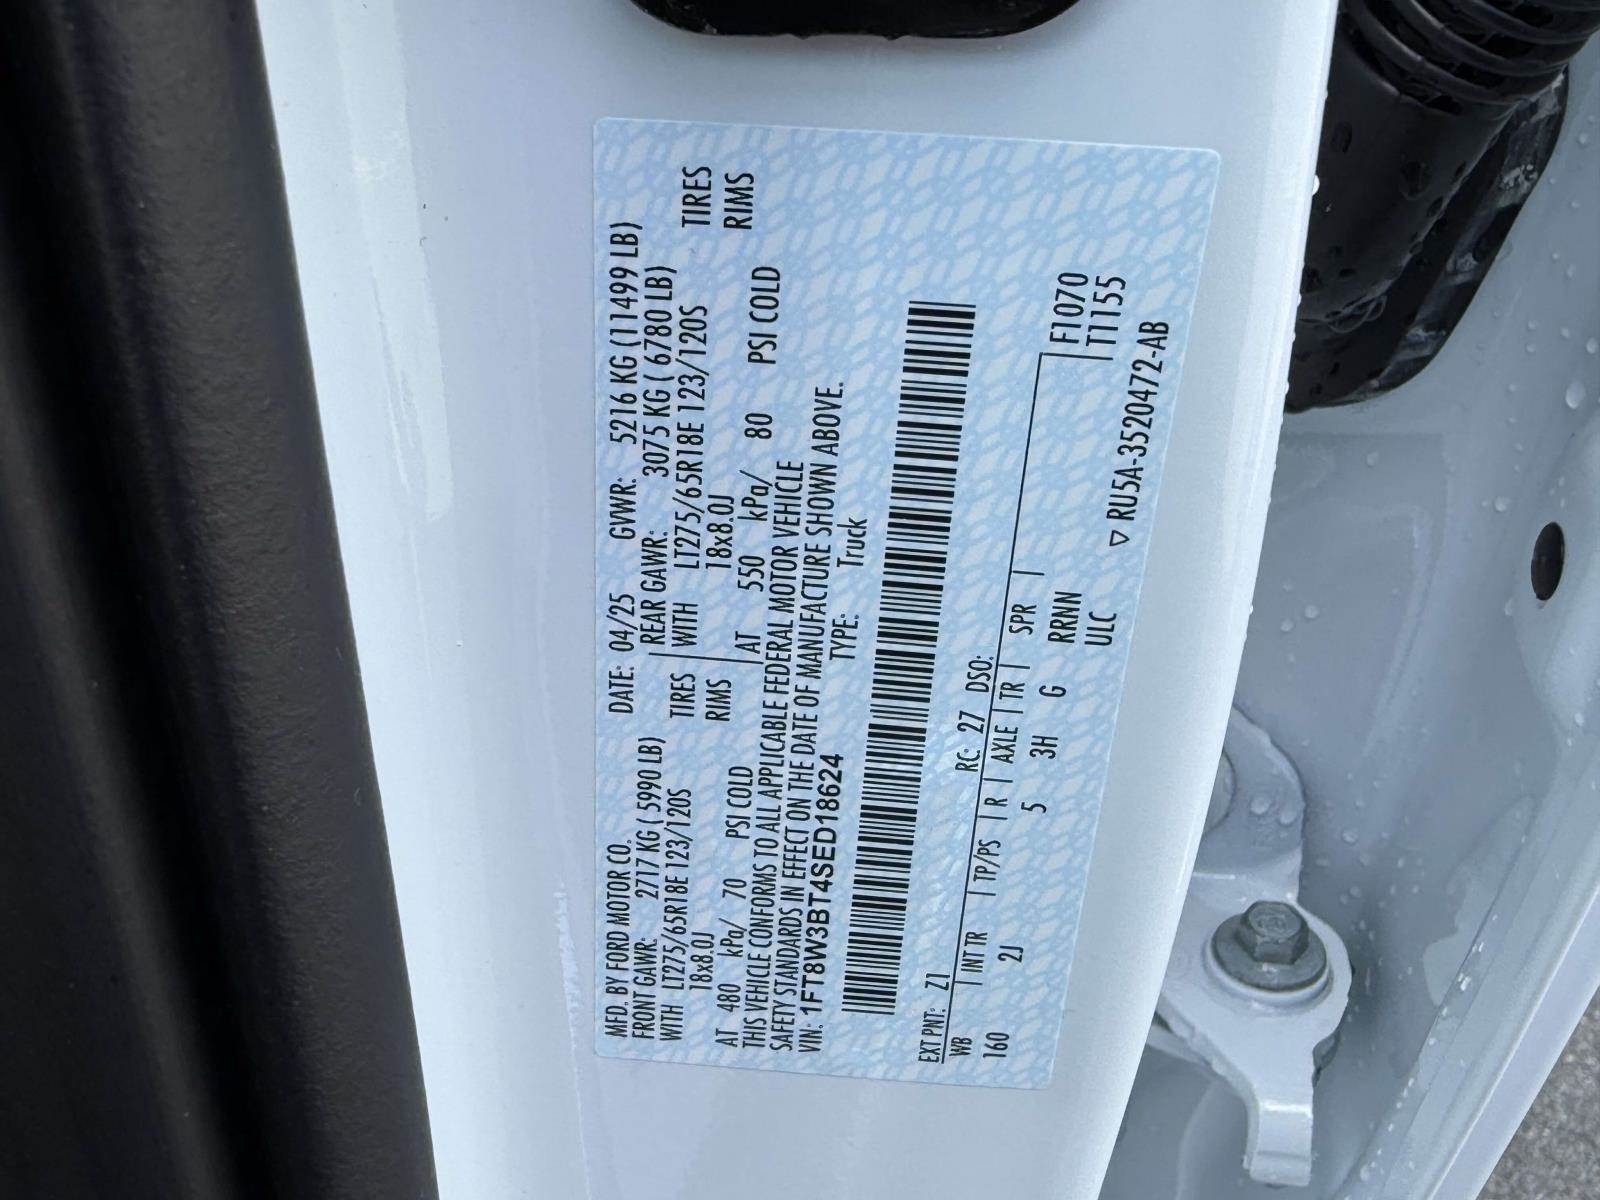 MFD. BY FORD MOTOR CO. DATE: 04/25 GVWR: 5216 KG (11499 LB)
FRONT GAWR: 2717 KG ( 5990 LB) REAR GAWR: 3075 KG ( 6780 LB)
WITH LT275/65R18E 123/120S TIRES WITH LT275/65R18E 123/120S TIRES
18x8.0J RIMS 18x8.0J RIMS
AT 480 kPa/ 70 PSI COLD AT 550 kPa/ 80 PSI COLD
THIS VEHICLE CONFORMS TO ALL APPLICABLE FEDERAL MOTOR VEHICLE
SAFETY STANDARDS IN EFFECT ON THE DATE OF MANUFACTURE SHOWN ABOVE.
VIN: 1FT8W3BT4SED18624 TYPE: Truck
EXT PNT: Z1 RC: 27 DSO:
WB INT TR TP/PS R AXLE TR SPR F1070
160 2J 5 3H G RRWN T1155
ULC
▽ RU5A-3520472-AB